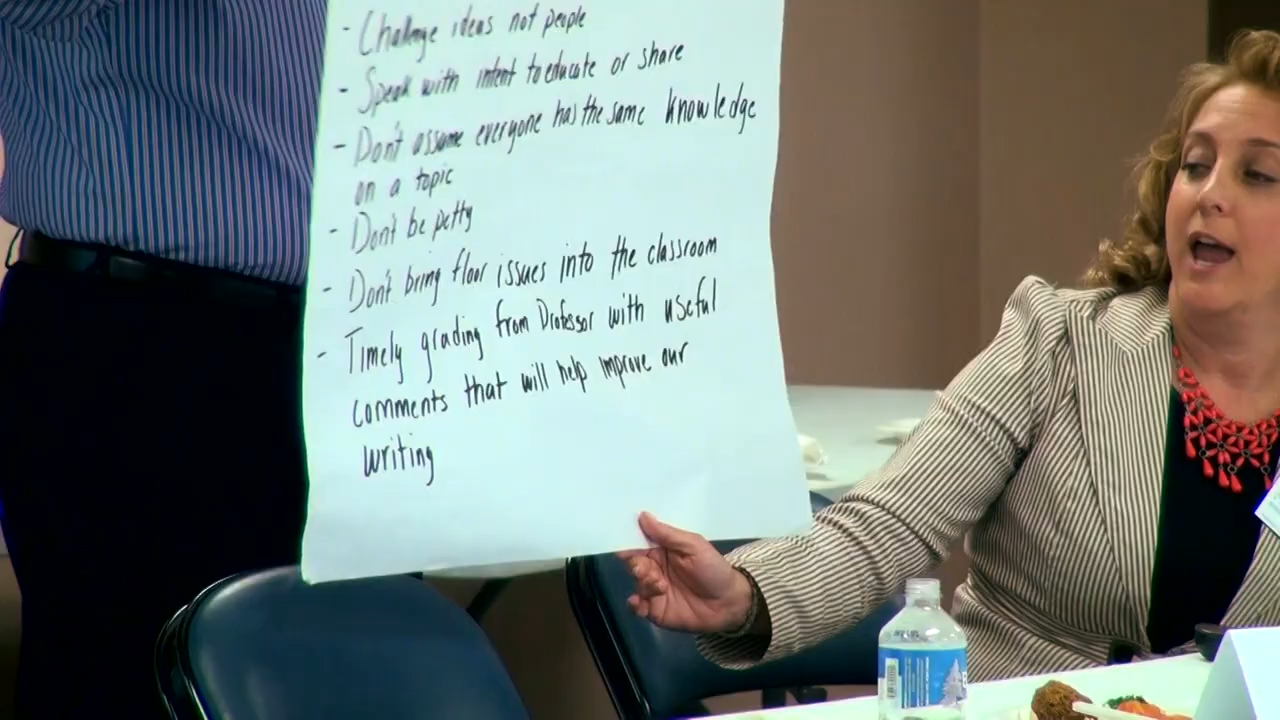 - Challenge ideas not people
- Speak with intent to educate or share
- Don't assume everyone has the same knowledge
on a topic
- Don't be petty
- Don't bring floor issues into the classroom
- Timely grading from Professor with useful
comments that will help improve our
writing